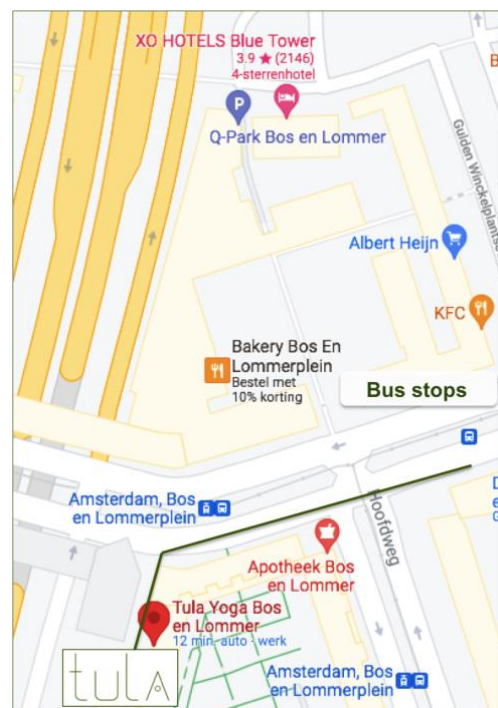 XO HOTELS Blue Tower
3.9 ★ (2146)
4-sterrenhotel
P
Q-Park Bos en Lommer
Gulden Winckelplants
Albert Heijn
KFC
Bakery Bos En
Lommerplein
Bestel met
10% korting
Bus stops
Amsterdam, Bos
en Lommerplein
Hoofdweg
Apotheek Bos
en Lommer
Tula Yoga Bos
en Lommer
12 min. auto - werk
tulA
Amsterdam, Bos
en Lommerplein